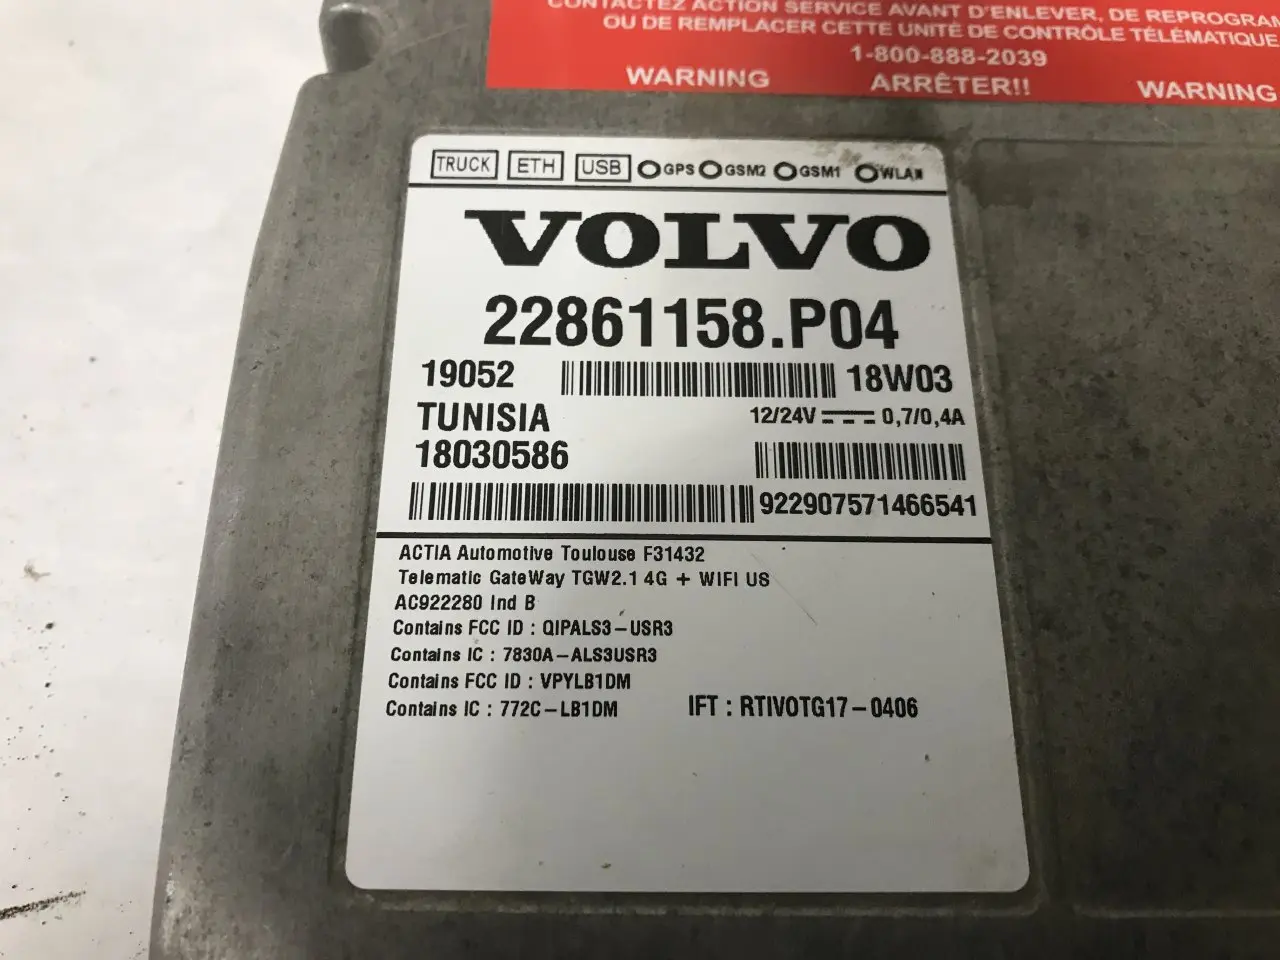 CONTACTEZ ACTION SERVICE AVANT D'ENLEVER, DE
OU DE REMPLACER CETTE UNITÉ DE CONTRÔLE TÉLÉMATIQUE
1-800-888-2039
WARNING ARRÊTER!! WARNING
TRUCK ETH USB GPS GSM2 GSM1 WLAN
VOLVO
22861158.P04
19052 18W03
TUNISIA 12/24V 0,7/0,4A
18030586
922907571466541
ACTIA Automotive Toulouse F31432
Telematic GateWay TGW2.1 4G + WIFI US
AC922280 Ind B
Contains FCC ID : QIPALS3-USR3
Contains IC : 7830A-ALS3USR3
Contains FCC ID : VPYLB1DM
Contains IC : 772C-LB1DM IFT : RTIVOTG17-0406